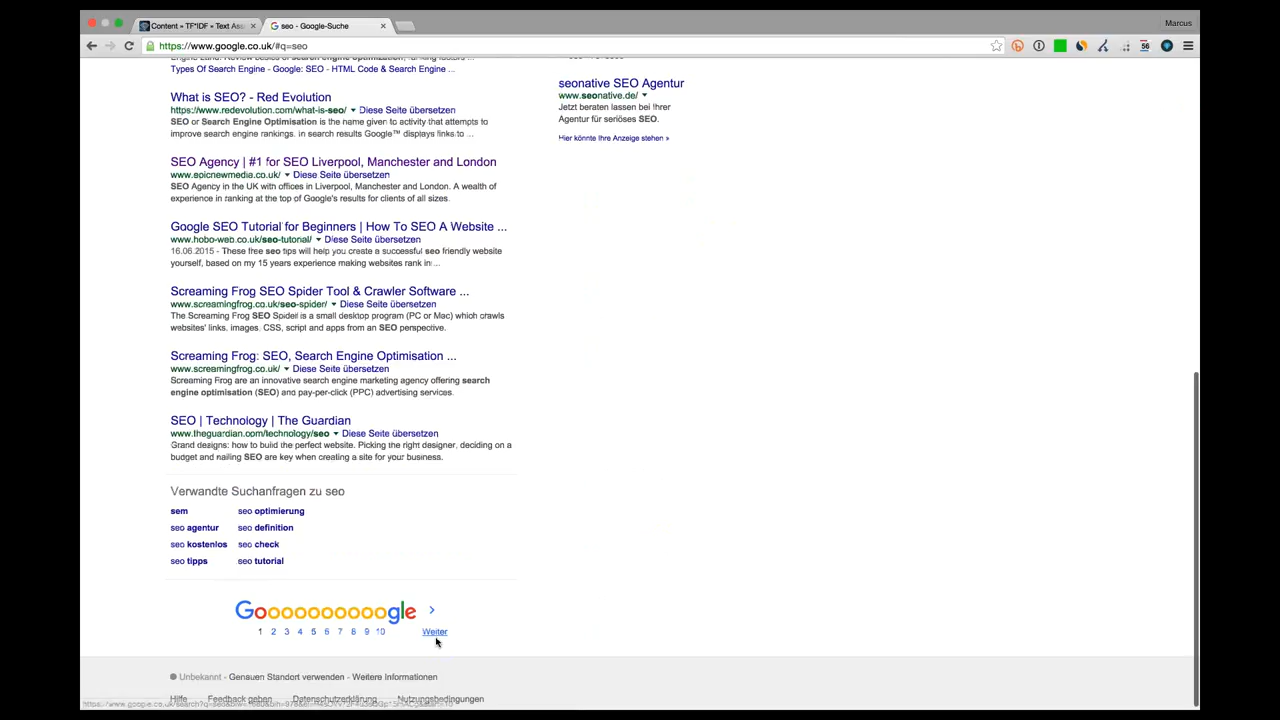 Content » TF*IDF » Text Ass
seo - Google-Suche
Marcus
https://www.google.co.uk/#q=seo
56
Types Of Search Engine - Google: SEO - HTML Code & Search Engine ...
What is SEO? - Red Evolution
https://www.redevolution.com/what-is-seo/ Diese Seite übersetzen
SEO or Search Engine Optimisation is the name given to activity that attempts to
improve search engine rankings. in search results Google™ displays links to ...
SEO Agency | #1 for SEO Liverpool, Manchester and London
www.epicnewmedia.co.uk/ Diese Seite übersetzen
SEO Agency in the UK with offices in Liverpool, Manchester and London. A wealth of
experience in ranking at the top of Google's results for clients of all sizes.
Google SEO Tutorial for Beginners | How To SEO A Website ...
www.hobo-web.co.uk/seo-tutorial/ Diese Seite übersetzen
16.06.2015 - These free seo tips will help you create a successful seo friendly website
yourself, based on my 15 years experience making websites rank in ...
Screaming Frog SEO Spider Tool & Crawler Software ...
www.screamingfrog.co.uk/seo-spider/ Diese Seite übersetzen
The Screaming Frog SEO Spider is a small desktop program (PC or Mac) which crawls
websites' links, images, CSS, script and apps from an SEO perspective.
Screaming Frog: SEO, Search Engine Optimisation ...
www.screamingfrog.co.uk/ Diese Seite übersetzen
Screaming Frog are an innovative search engine marketing agency offering search
engine optimisation (SEO) and pay-per-click (PPC) advertising services.
SEO | Technology | The Guardian
www.theguardian.com/technology/seo Diese Seite übersetzen
Grand designs: how to build the perfect website. Picking the right designer, deciding on a
budget and nailing SEO are key when creating a site for your business.
seonative SEO Agentur
www.seonative.de/
Jetzt beraten lassen bei Ihrer
Agentur für seriöses SEO.
Hier könnte Ihre Anzeige stehen »
Verwandte Suchanfragen zu seo
sem seo optimierung
seo agentur seo definition
seo kostenlos seo check
seo tipps seo tutorial
Goooooooooogle >
1 2 3 4 5 6 7 8 9 10 Weiter
Unbekannt - Genauen Standort verwenden - Weitere Informationen
Hilfe Feedback geben Datenschutzerklärung Nutzungsbedingungen